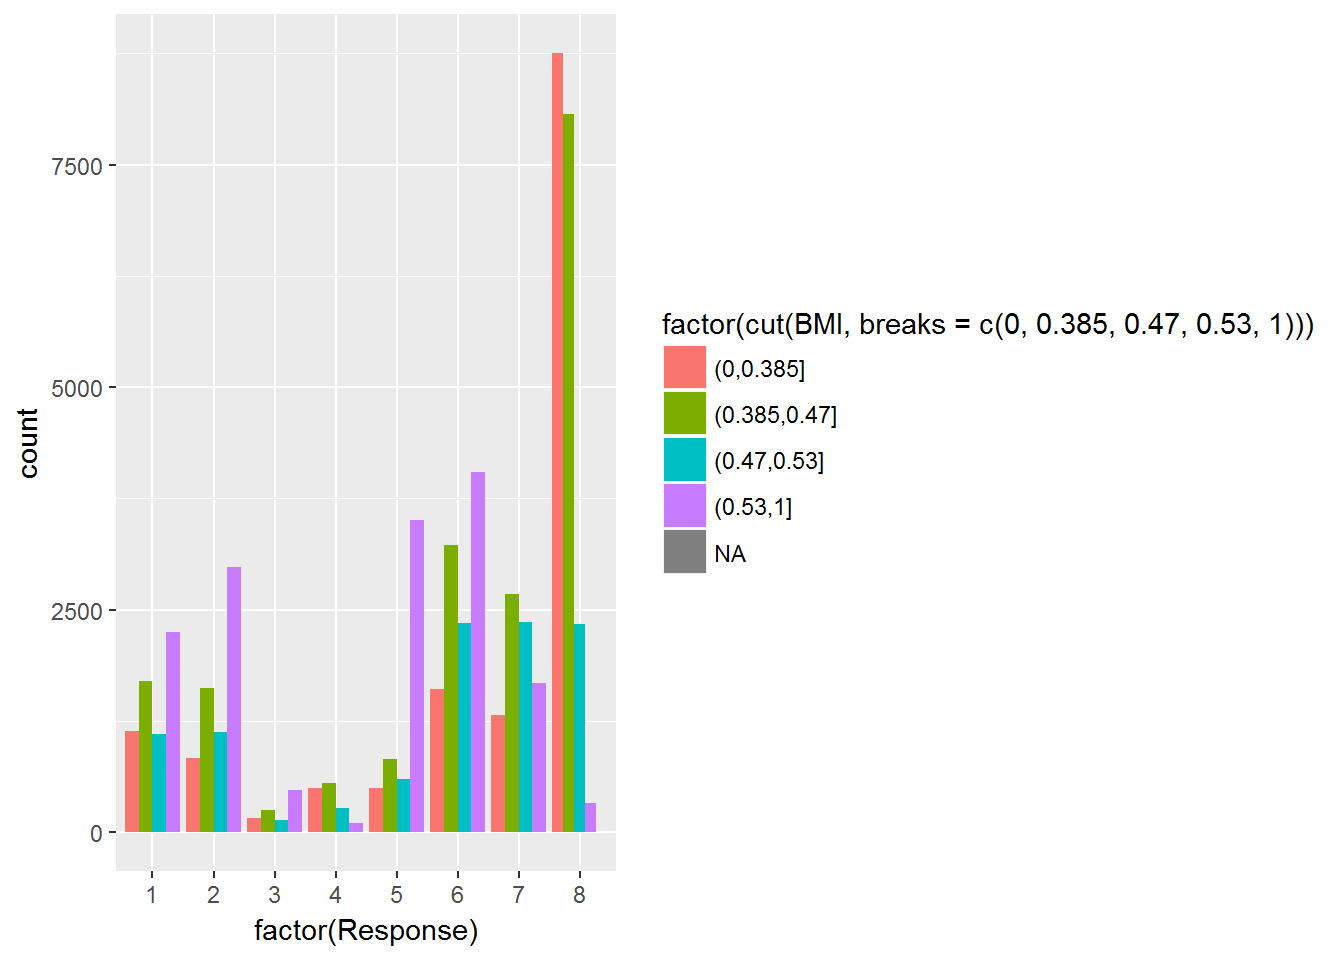 7500
5000
2500
0
count
1 2 3 4 5 6 7 8
factor(Response)
factor(cut(BMI, breaks = c(0, 0.385, 0.47, 0.53, 1)))
(0,0.385]
(0.385,0.47]
(0.47,0.53]
(0.53,1]
NA